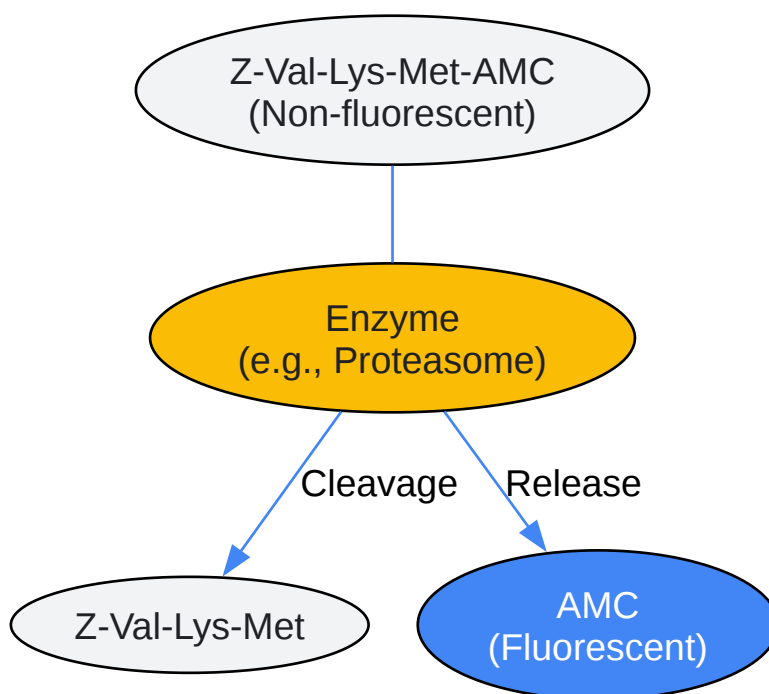 Z-Val-Lys-Met-AMC
(Non-fluorescent)
Enzyme
(e.g., Proteasome)
Cleavage
Release
Z-Val-Lys-Met
AMC
(Fluorescent)